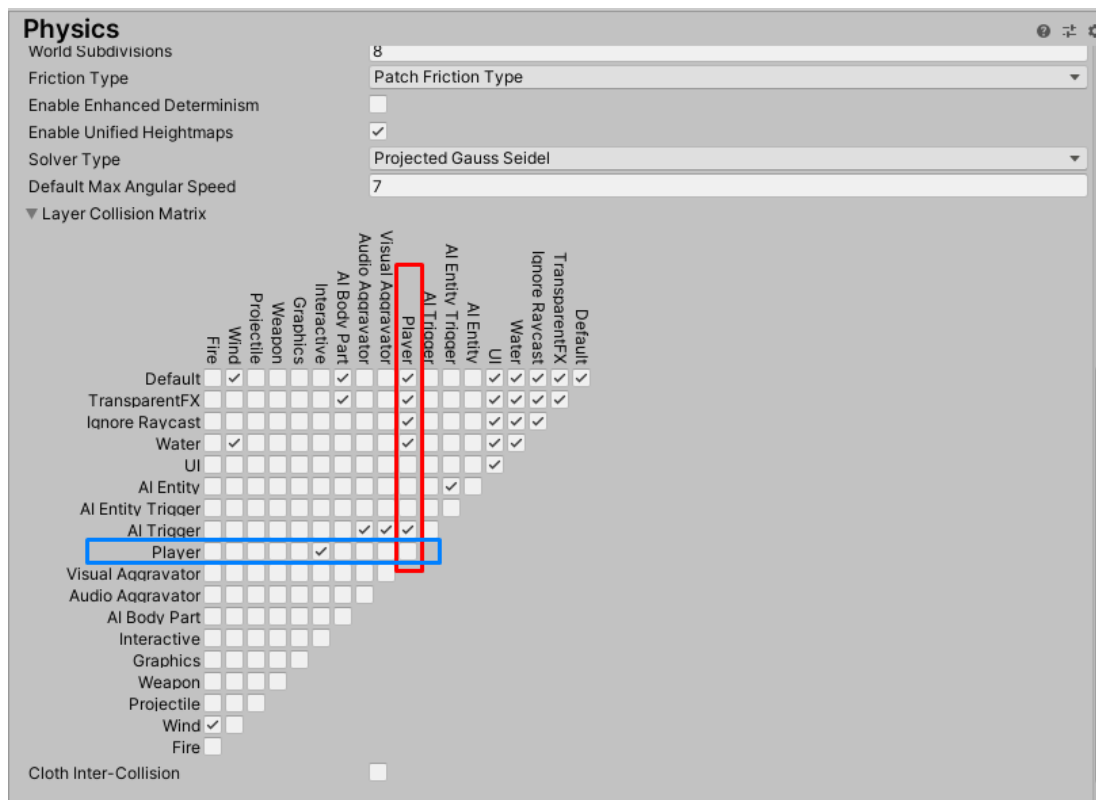 Physics
World Subdivisions 8
Friction Type Patch Friction Type
Enable Enhanced Determinism
Enable Unified Heightmaps
Solver Type Projected Gauss Seidel
Default Max Angular Speed 7
Layer Collision Matrix
Fire
Wind
Projectile
Weapon
Graphics
Interactive
AI Body Part
Audio Aggravator
Visual Aggravator
Player
AI Trigger
AI Entity Trigger
AI Entity
UI
Water
Ignore Raycast
TransparentFX
Default
Default
TransparentFX
Ignore Raycast
Water
UI
AI Entity
AI Entity Trigger
AI Trigger
Player
Visual Aggravator
Audio Aggravator
AI Body Part
Interactive
Graphics
Weapon
Projectile
Wind
Fire
Cloth Inter-Collision